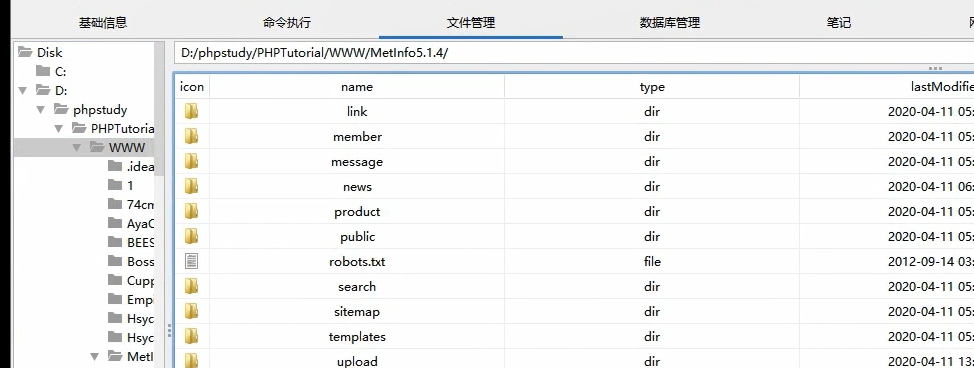 基础信息 命令执行 文件管理 数据库管理 笔记
Disk
C:
D:
phpstudy
PHPTutoria
WWW
.idea
1
74cm
AyaC
BEES
Boss
Cupp
Emp
Hsyc
Hsyc
MetI
D:/phpstudy/PHPTutorial/WWW/MetInfo5.1.4/
icon name type lastModifie
link dir 2020-04-11 05:
member dir 2020-04-11 05:
message dir 2020-04-11 05:
news dir 2020-04-11 06:
product dir 2020-04-11 05:
public dir 2020-04-11 05:
robots.txt file 2012-09-14 03:
search dir 2020-04-11 05:
sitemap dir 2020-04-11 05:
templates dir 2020-04-11 05:
upload dir 2020-04-11 13: